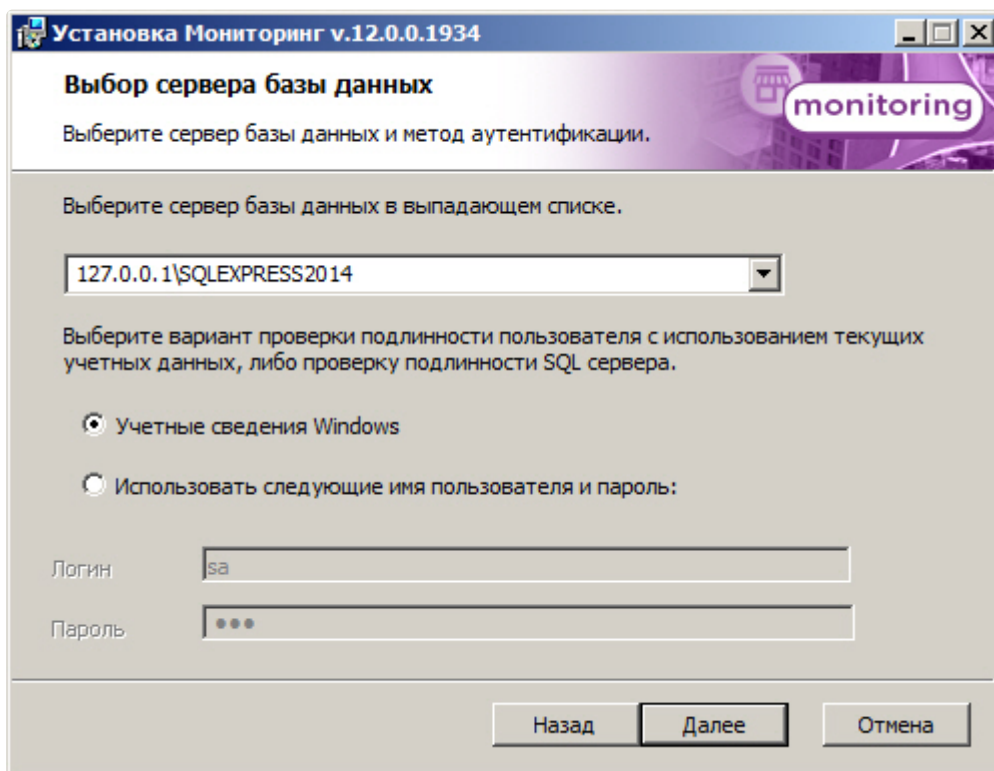 Установка Мониторинг v.12.0.0.1934
Выбор сервера базы данных
monitoring
Выберите сервер базы данных и метод аутентификации.
Выберите сервер базы данных в выпадающем списке.
127.0.0.1\SQLEXPRESS2014
Выберите вариант проверки подлинности пользователя с использованием текущих
учетных данных, либо проверку подлинности SQL сервера.
Учетные сведения Windows
Использовать следующие имя пользователя и пароль:
Логин sa
Пароль •••
Назад Далее Отмена